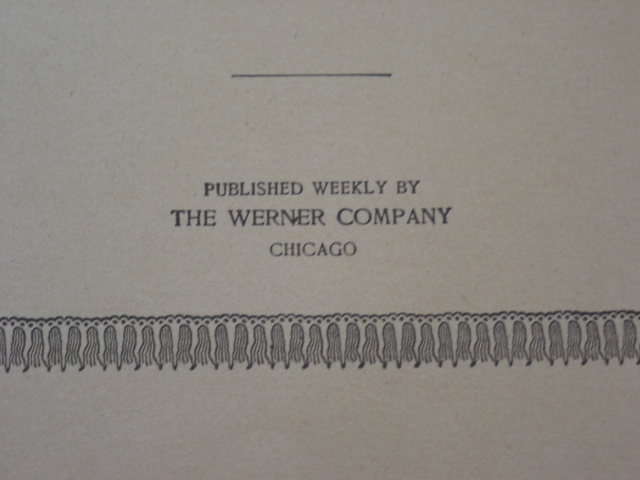 PUBLISHED WEEKLY BY
THE WERNER COMPANY
CHICAGO